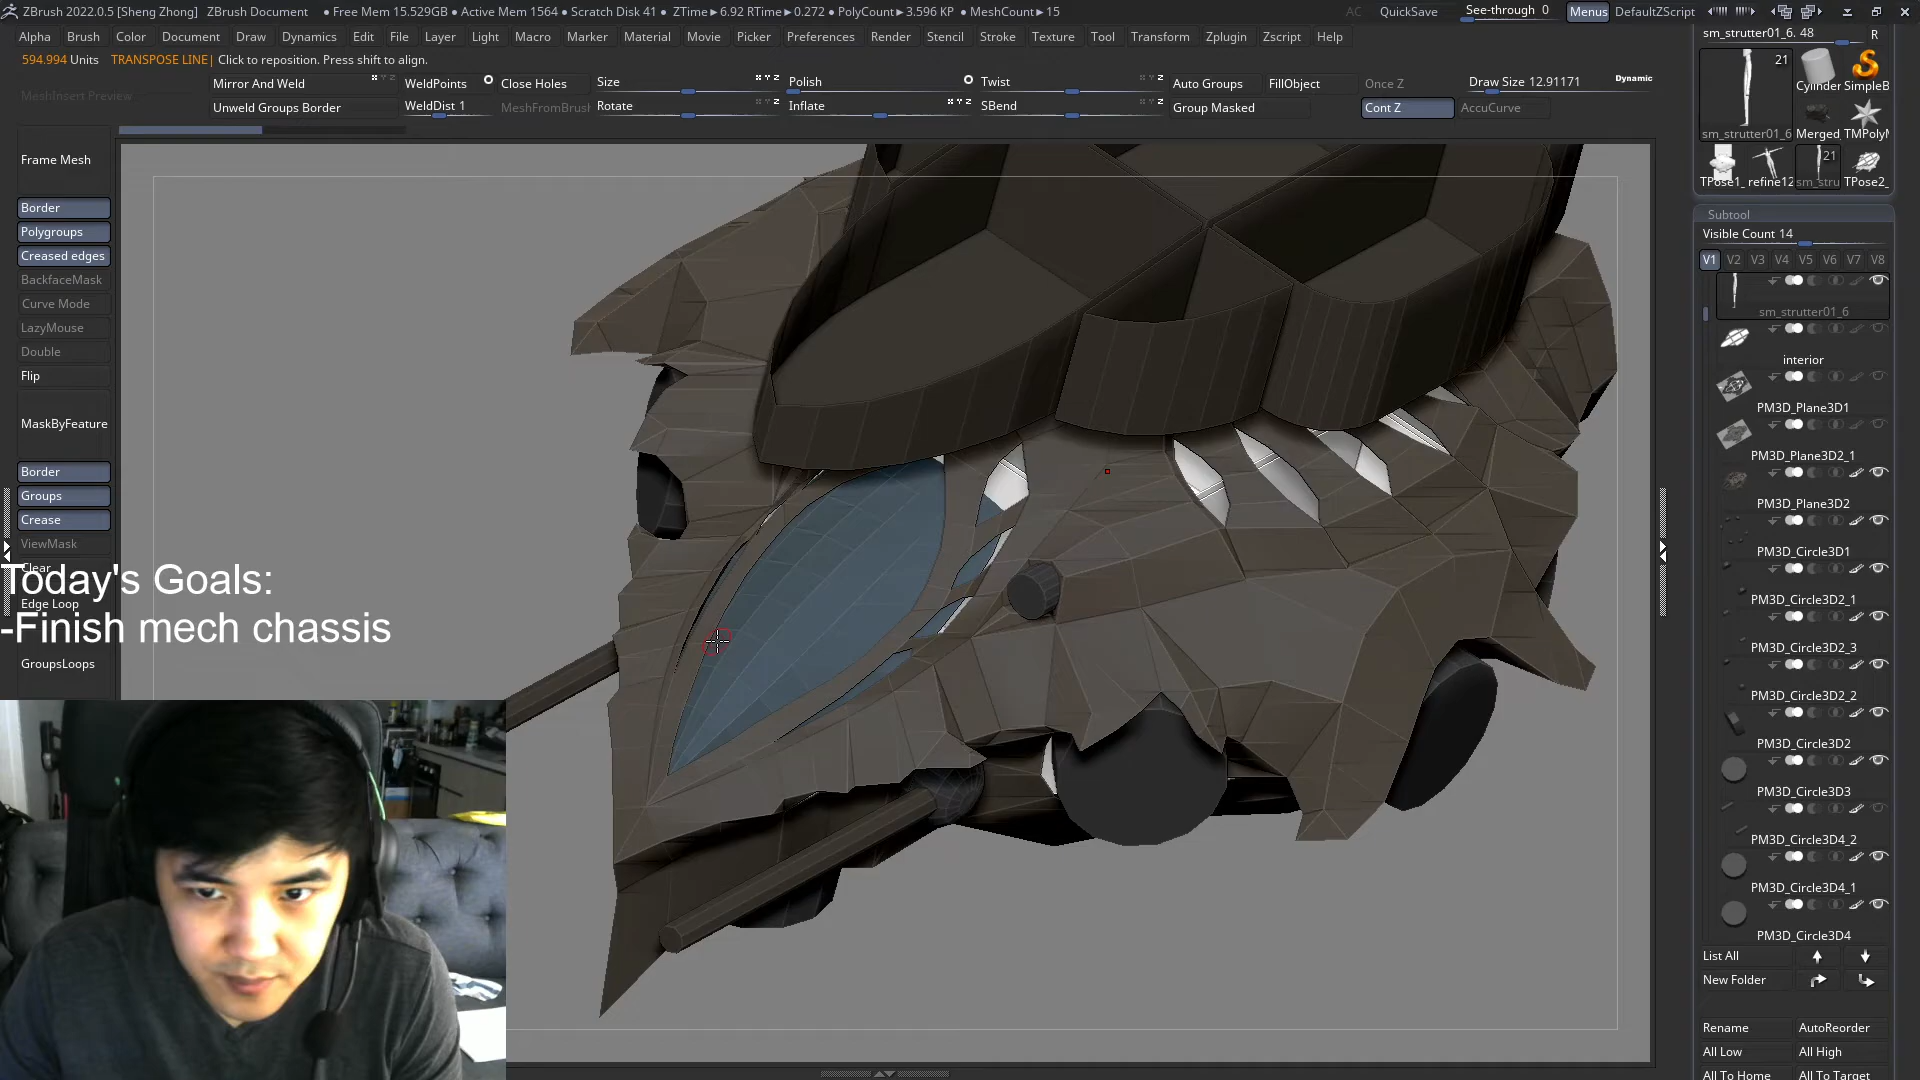 ZBrush 2022.0.5 [Sheng Zhong] ZBrush Document • Free Mem 15.529GB • Active Mem 1564 • Scratch Disk 41 • ZTime►6.92 RTime►0.272 • PolyCount►3.596 KP • MeshCount►15 AC QuickSave See-through 0 Menus DefaultZScript
Alpha Brush Color Document Draw Dynamics Edit File Layer Light Macro Marker Material Movie Picker Preferences Render Stencil Stroke Texture Tool Transform Zplugin Zscript Help
sm_strutter01_6. 48 R
594.994 Units TRANSPOSE LINE| Click to reposition. Press shift to align.
MeshInsert Preview
Mirror And Weld WeldPoints Close Holes Size Polish Twist Auto Groups FillObject Once Z Draw Size 12.91171 Dynamic
Unweld Groups Border WeldDist 1 MeshFromBrush Rotate Inflate SBend Group Masked Cont Z AccuCurve
21
Cylinder SimpleB
sm_strutter01_6 Merged TMPolyM
21
TPose1_ refine12 sm_stru TPose2_
Frame Mesh
Border
Polygroups
Creased edges
BackfaceMask
Curve Mode
LazyMouse
Double
Flip
MaskByFeature
Border
Groups
Crease
ViewMask
Clear
Edge Loop
GroupsLoops
Today's Goals:
-Finish mech chassis
Subtool
Visible Count 14
V1 V2 V3 V4 V5 V6 V7 V8
sm_strutter01_6
interior
PM3D_Plane3D1
PM3D_Plane3D2_1
PM3D_Plane3D2
PM3D_Circle3D1
PM3D_Circle3D2_1
PM3D_Circle3D2_3
PM3D_Circle3D2_2
PM3D_Circle3D2
PM3D_Circle3D3
PM3D_Circle3D4_2
PM3D_Circle3D4_1
PM3D_Circle3D4
List All
New Folder
Rename AutoReorder
All Low All High
All To Home All To Target